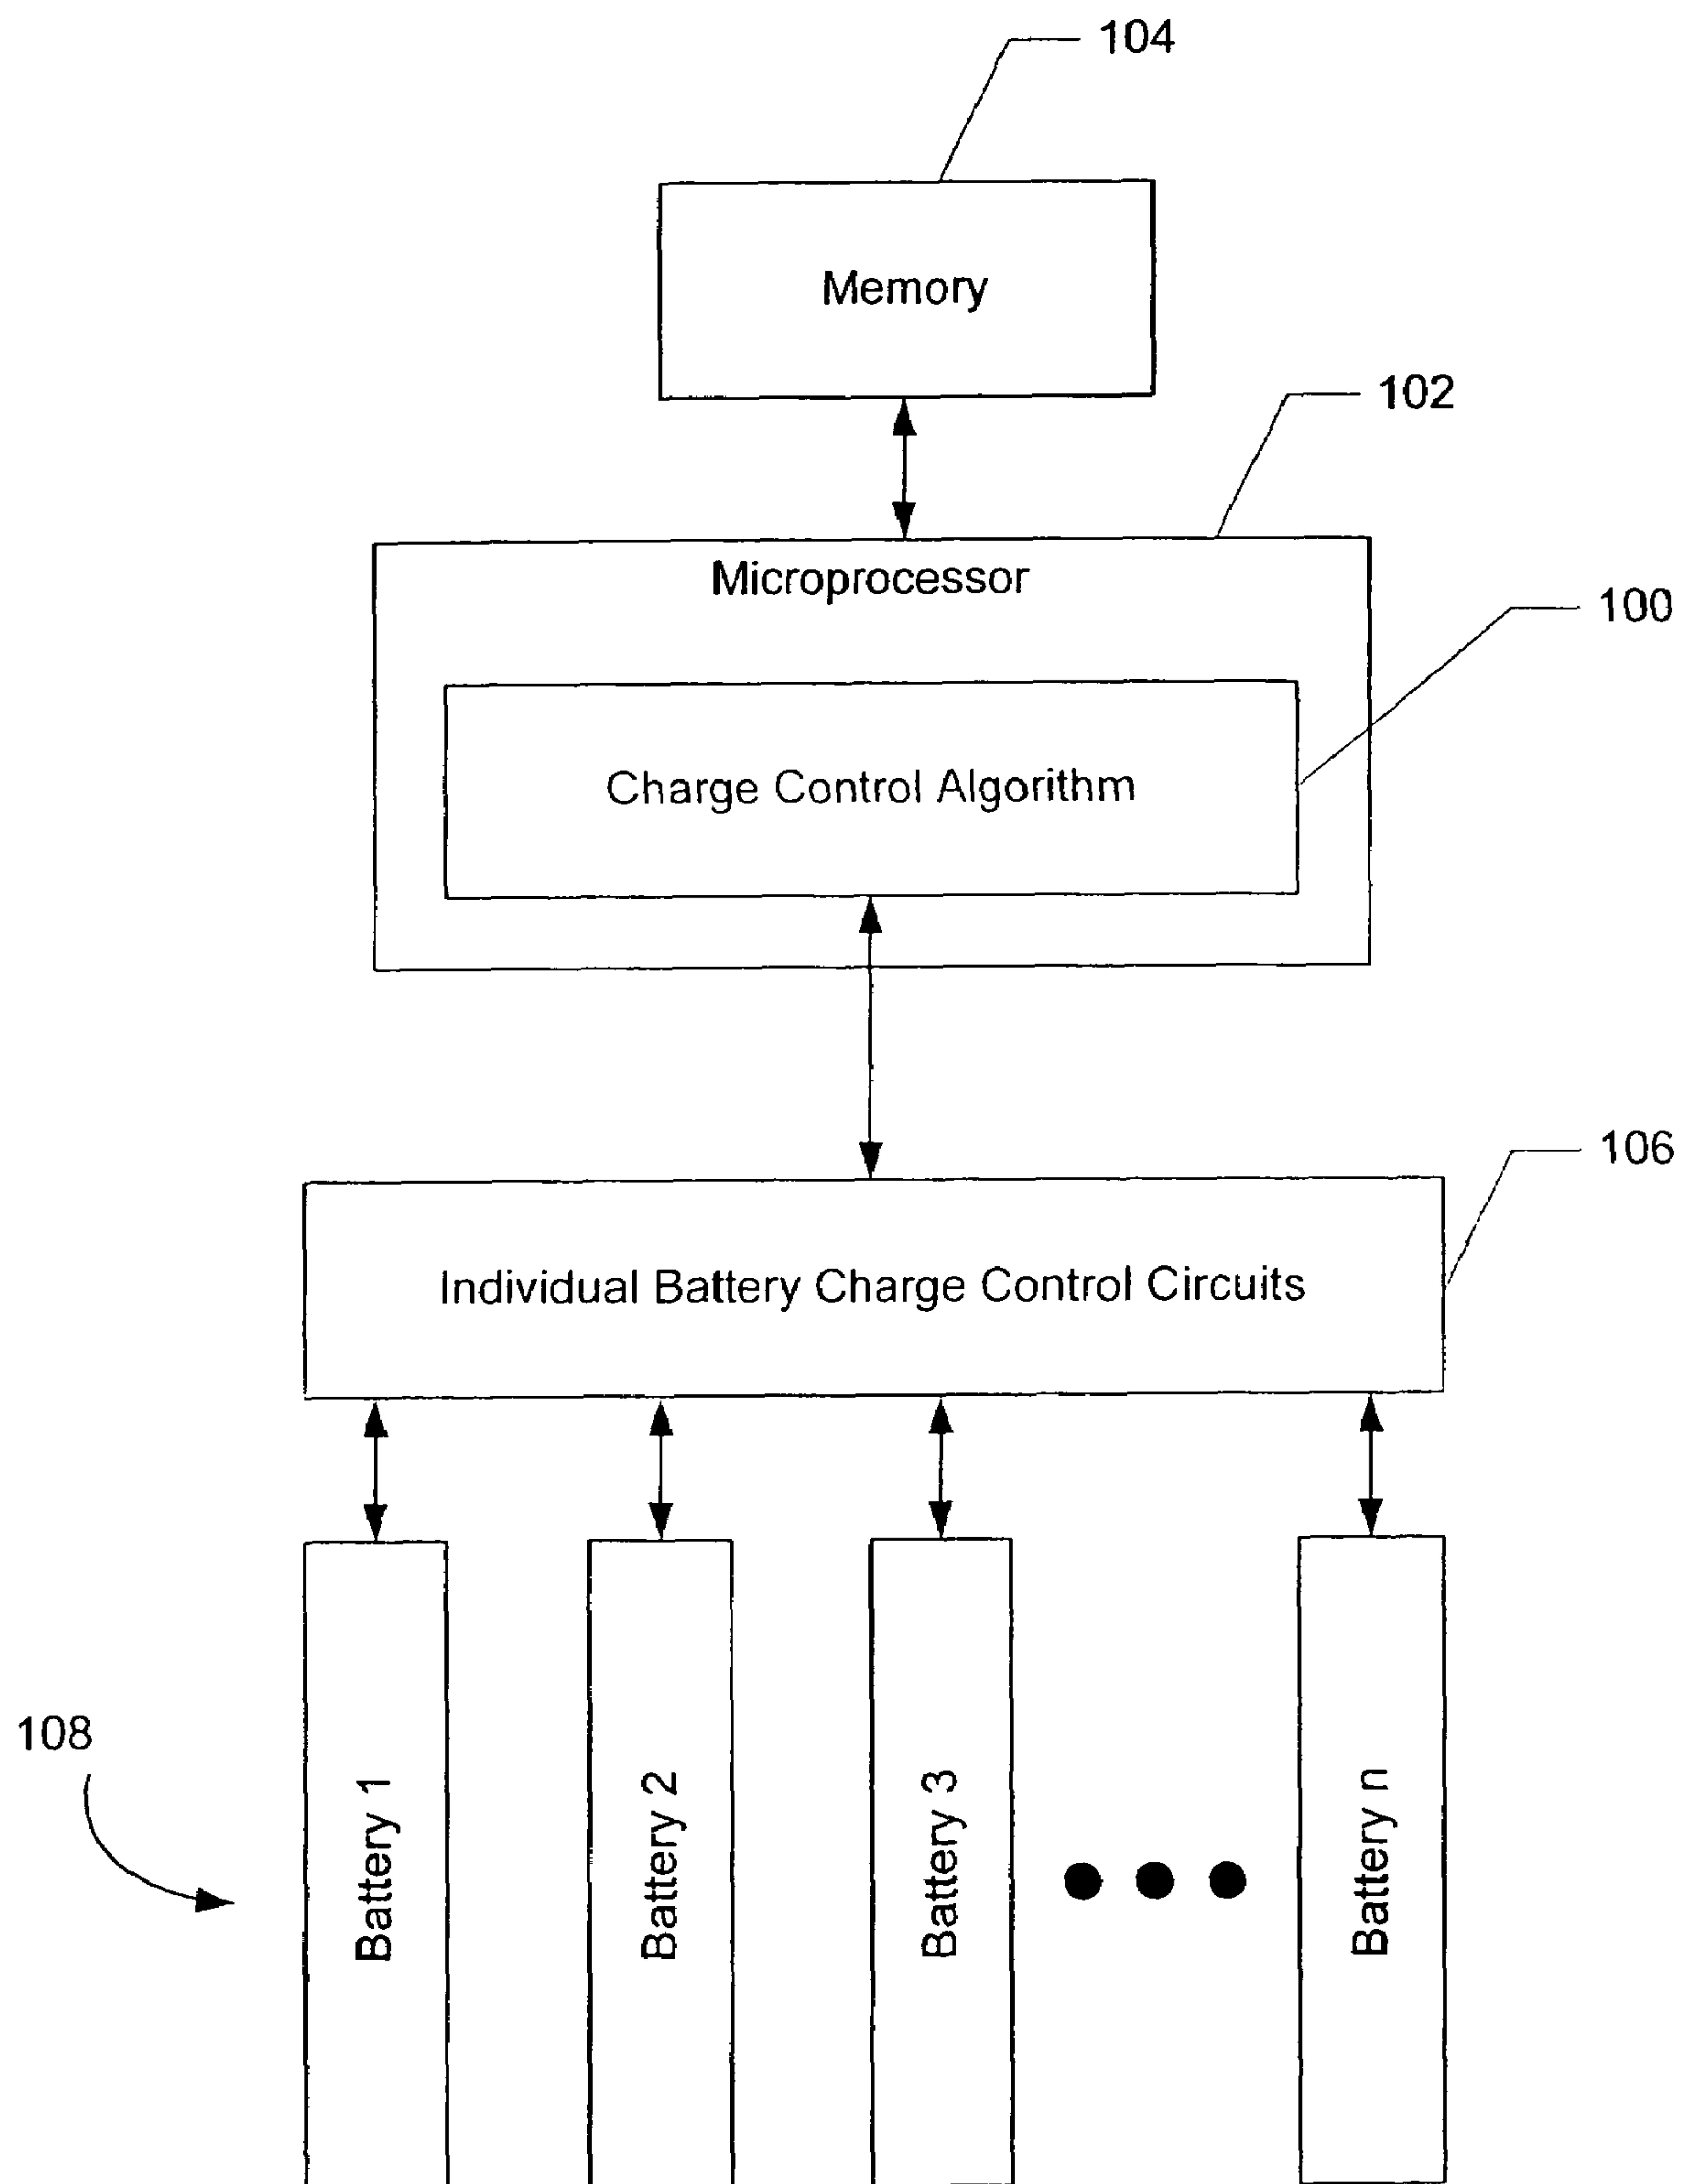 104
Memory
102
Microprocessor
100
Charge Control Algorithm
106
Individual Battery Charge Control Circuits
108
Battery 1
Battery 2
Battery 3
Battery n